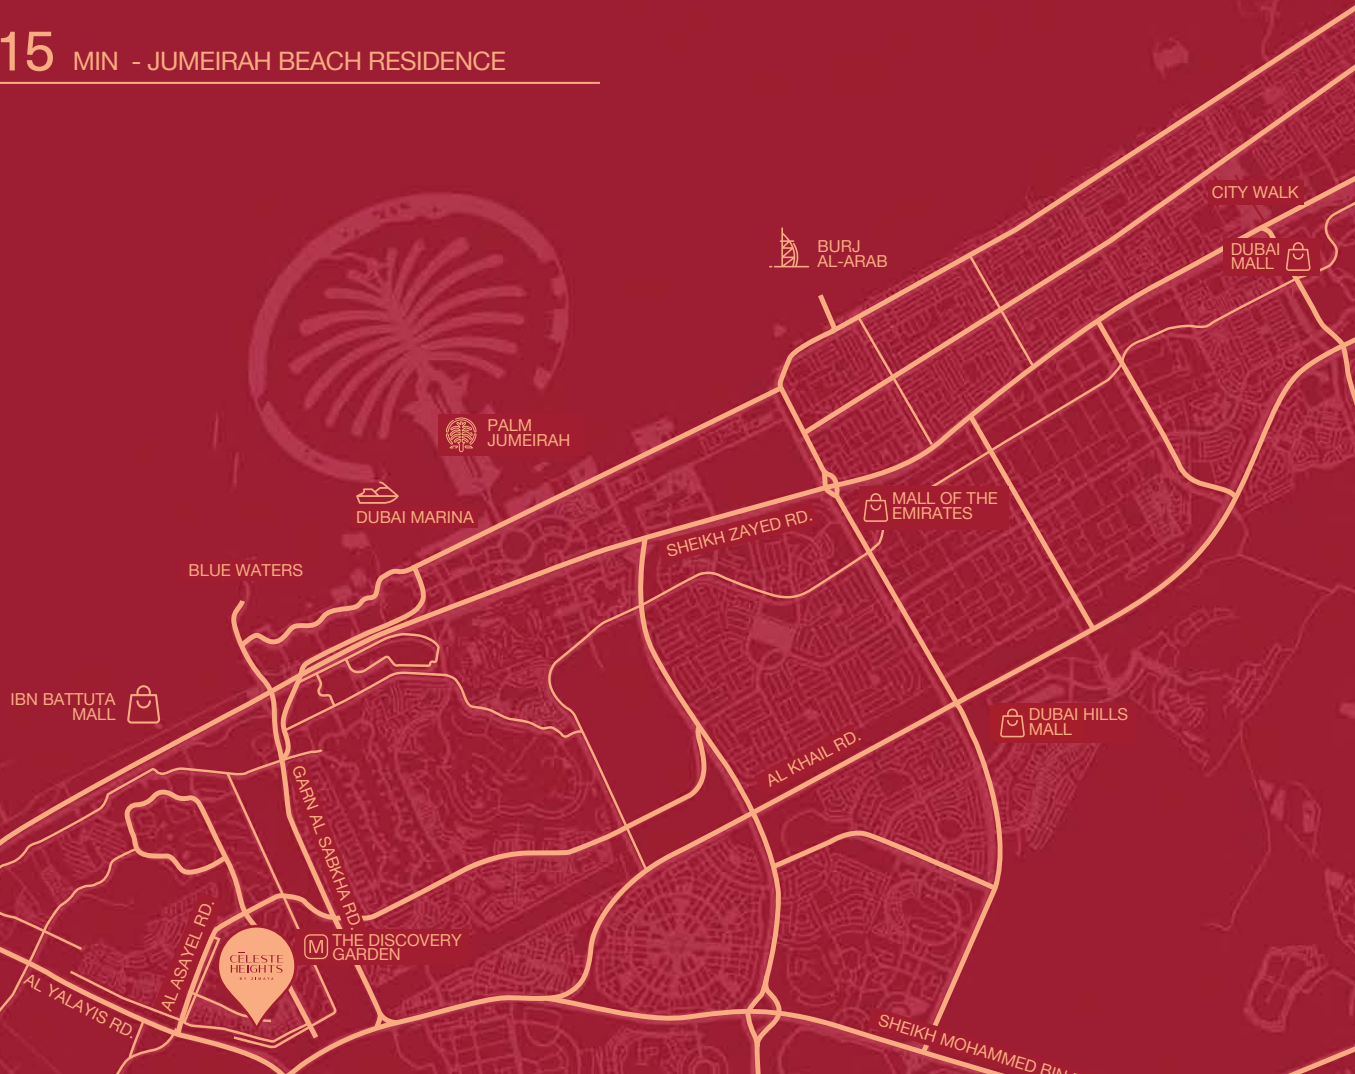 15 MIN - JUMEIRAH BEACH RESIDENCE
CITY WALK
BURJ
AL-ARAB
DUBAI
MALL
PALM
JUMEIRAH
DUBAI MARINA
MALL OF THE
EMIRATES
SHEIKH ZAYED RD.
BLUE WATERS
IBN BATTUTA
MALL
DUBAI HILLS
MALL
AL KHAIL RD.
GARN AL SABKHA RD.
AL ASAYEL RD.
M THE DISCOVERY
GARDEN
CĒLESTE
HEIGHTS
AL YALAYIS RD.
SHEIKH MOHAMMED BIN